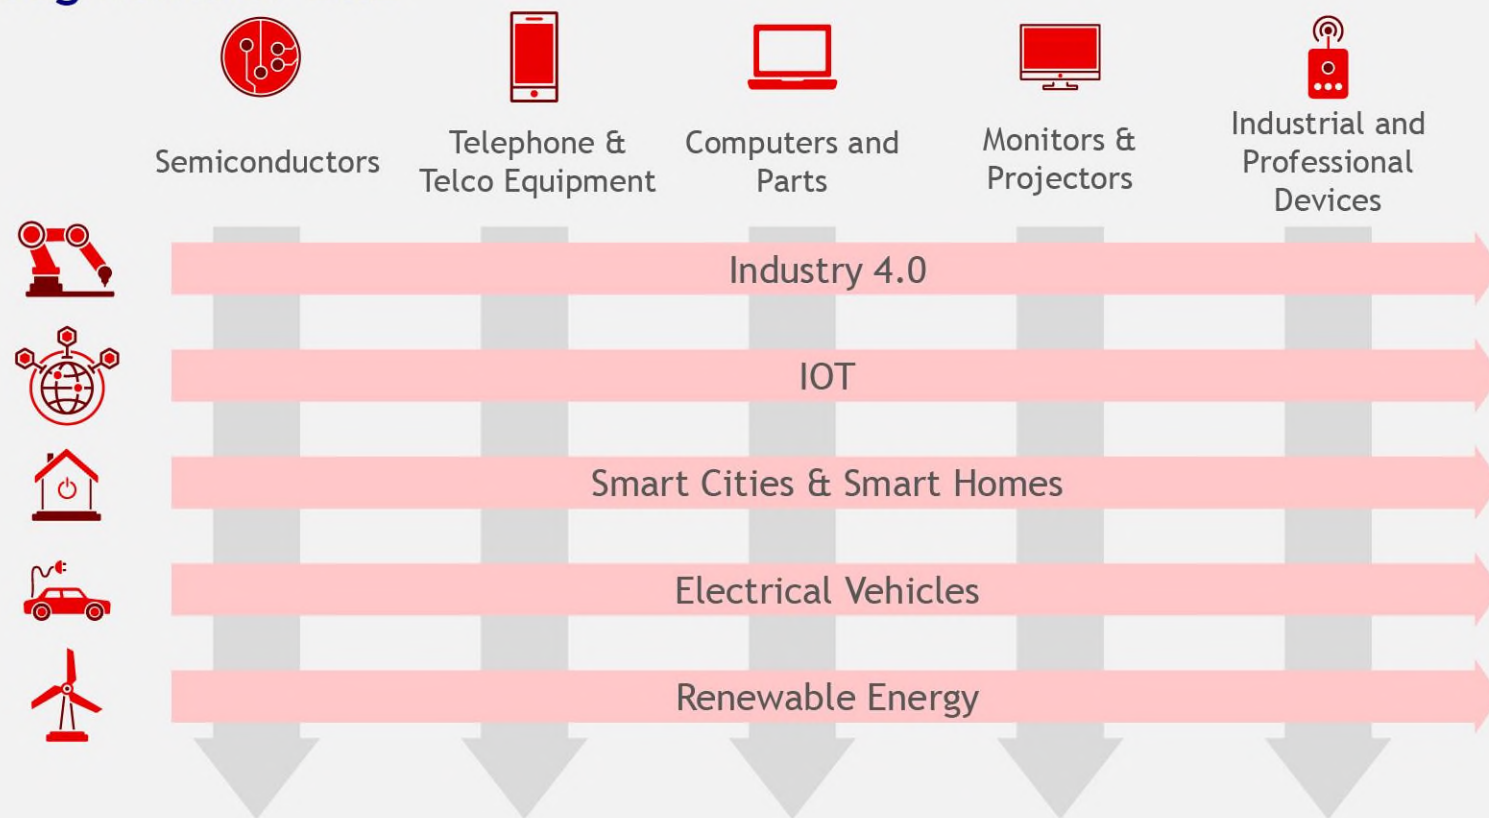 Semiconductors
Telephone &
Telco Equipment
Computers and
Parts
Monitors &
Projectors
Industrial and
Professional
Devices
Industry 4.0
IOT
Smart Cities & Smart Homes
Electrical Vehicles
Renewable Energy